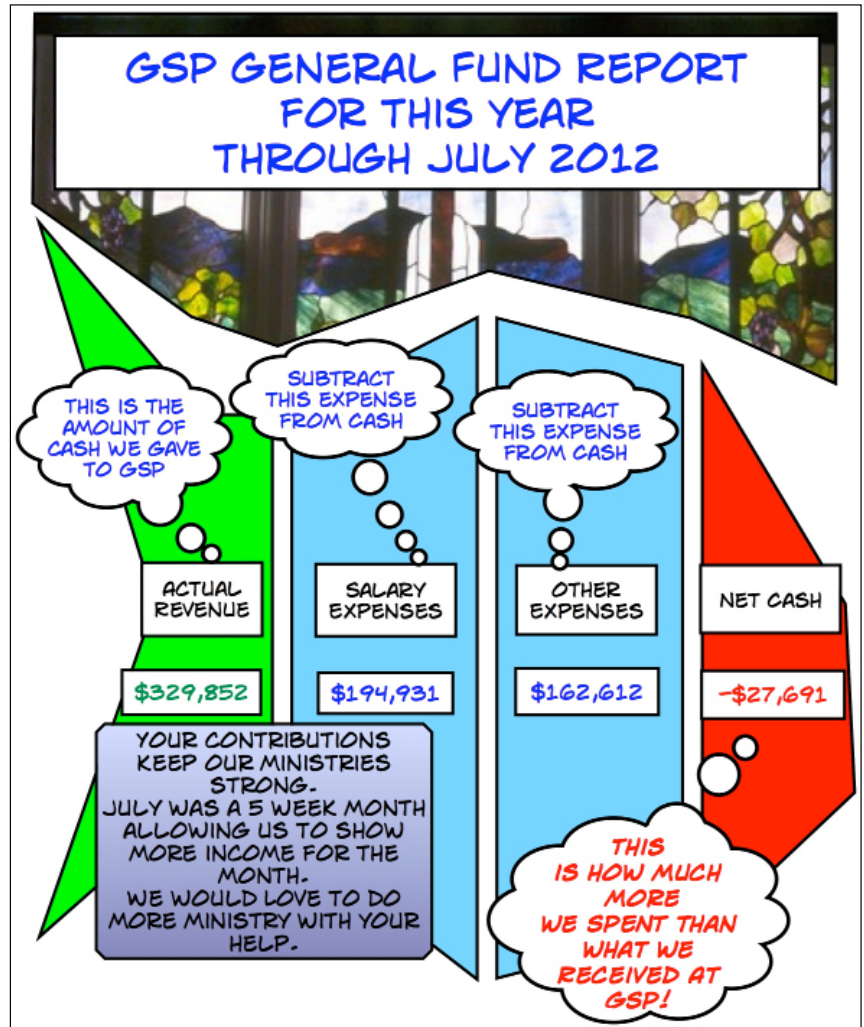 GSP GENERAL FUND REPORT
FOR THIS YEAR
THROUGH JULY 2012
THIS IS THE
AMOUNT OF
CASH WE GAVE
TO GSP
SUBTRACT
THIS EXPENSE
FROM CASH
SUBTRACT
THIS EXPENSE
FROM CASH
ACTUAL
REVENUE
SALARY
EXPENSES
OTHER
EXPENSES
NET CASH
$329,852
$194,931
$162,612
-$27,691
YOUR CONTRIBUTIONS
KEEP OUR MINISTRIES
STRONG.
JULY WAS A 5 WEEK MONTH
ALLOWING US TO SHOW
MORE INCOME FOR THE
MONTH.
WE WOULD LOVE TO DO
MORE MINISTRY WITH YOUR
HELP.
THIS
IS HOW MUCH
MORE
WE SPENT THAN
WHAT WE
RECEIVED AT
GSP!